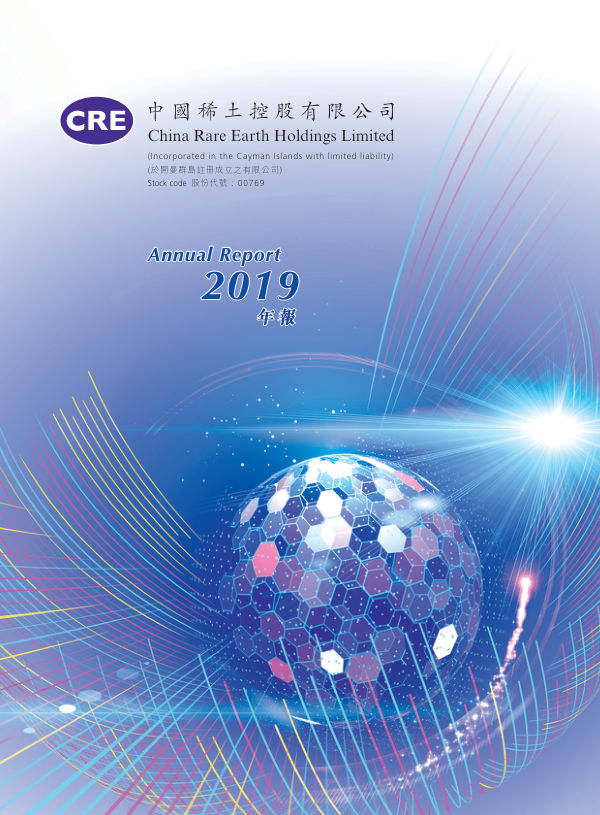 CRE
中國稀土控股有限公司
China Rare Earth Holdings Limited
(Incorporated in the Cayman Islands with limited liability)
(於開曼群島註冊成立之有限公司)
Stock code 股份代號 : 00769
Annual Report
2019
年報